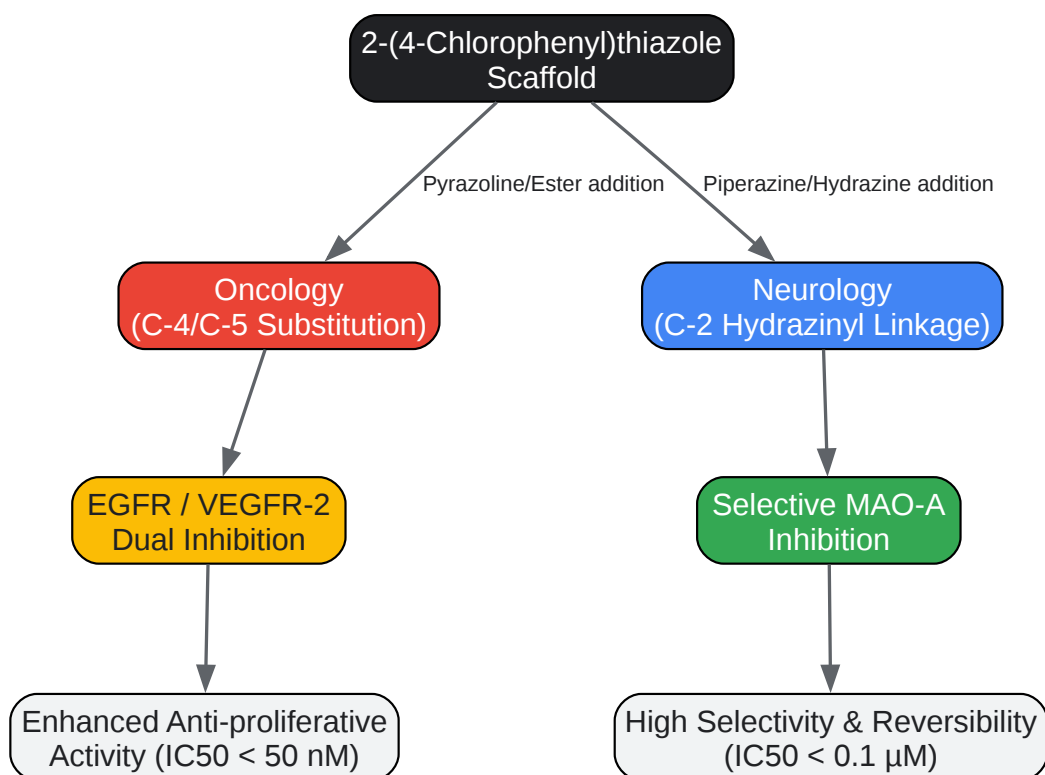 2-(4-Chlorophenyl)thiazole
Scaffold
Pyrazoline/Ester addition
Piperazine/Hydrazine addition
Oncology
(C-4/C-5 Substitution)
Neurology
(C-2 Hydrazinyl Linkage)
EGFR / VEGFR-2
Dual Inhibition
Selective MAO-A
Inhibition
Enhanced Anti-proliferative
Activity (IC50 < 50 nM)
High Selectivity & Reversibility
(IC50 < 0.1 µM)